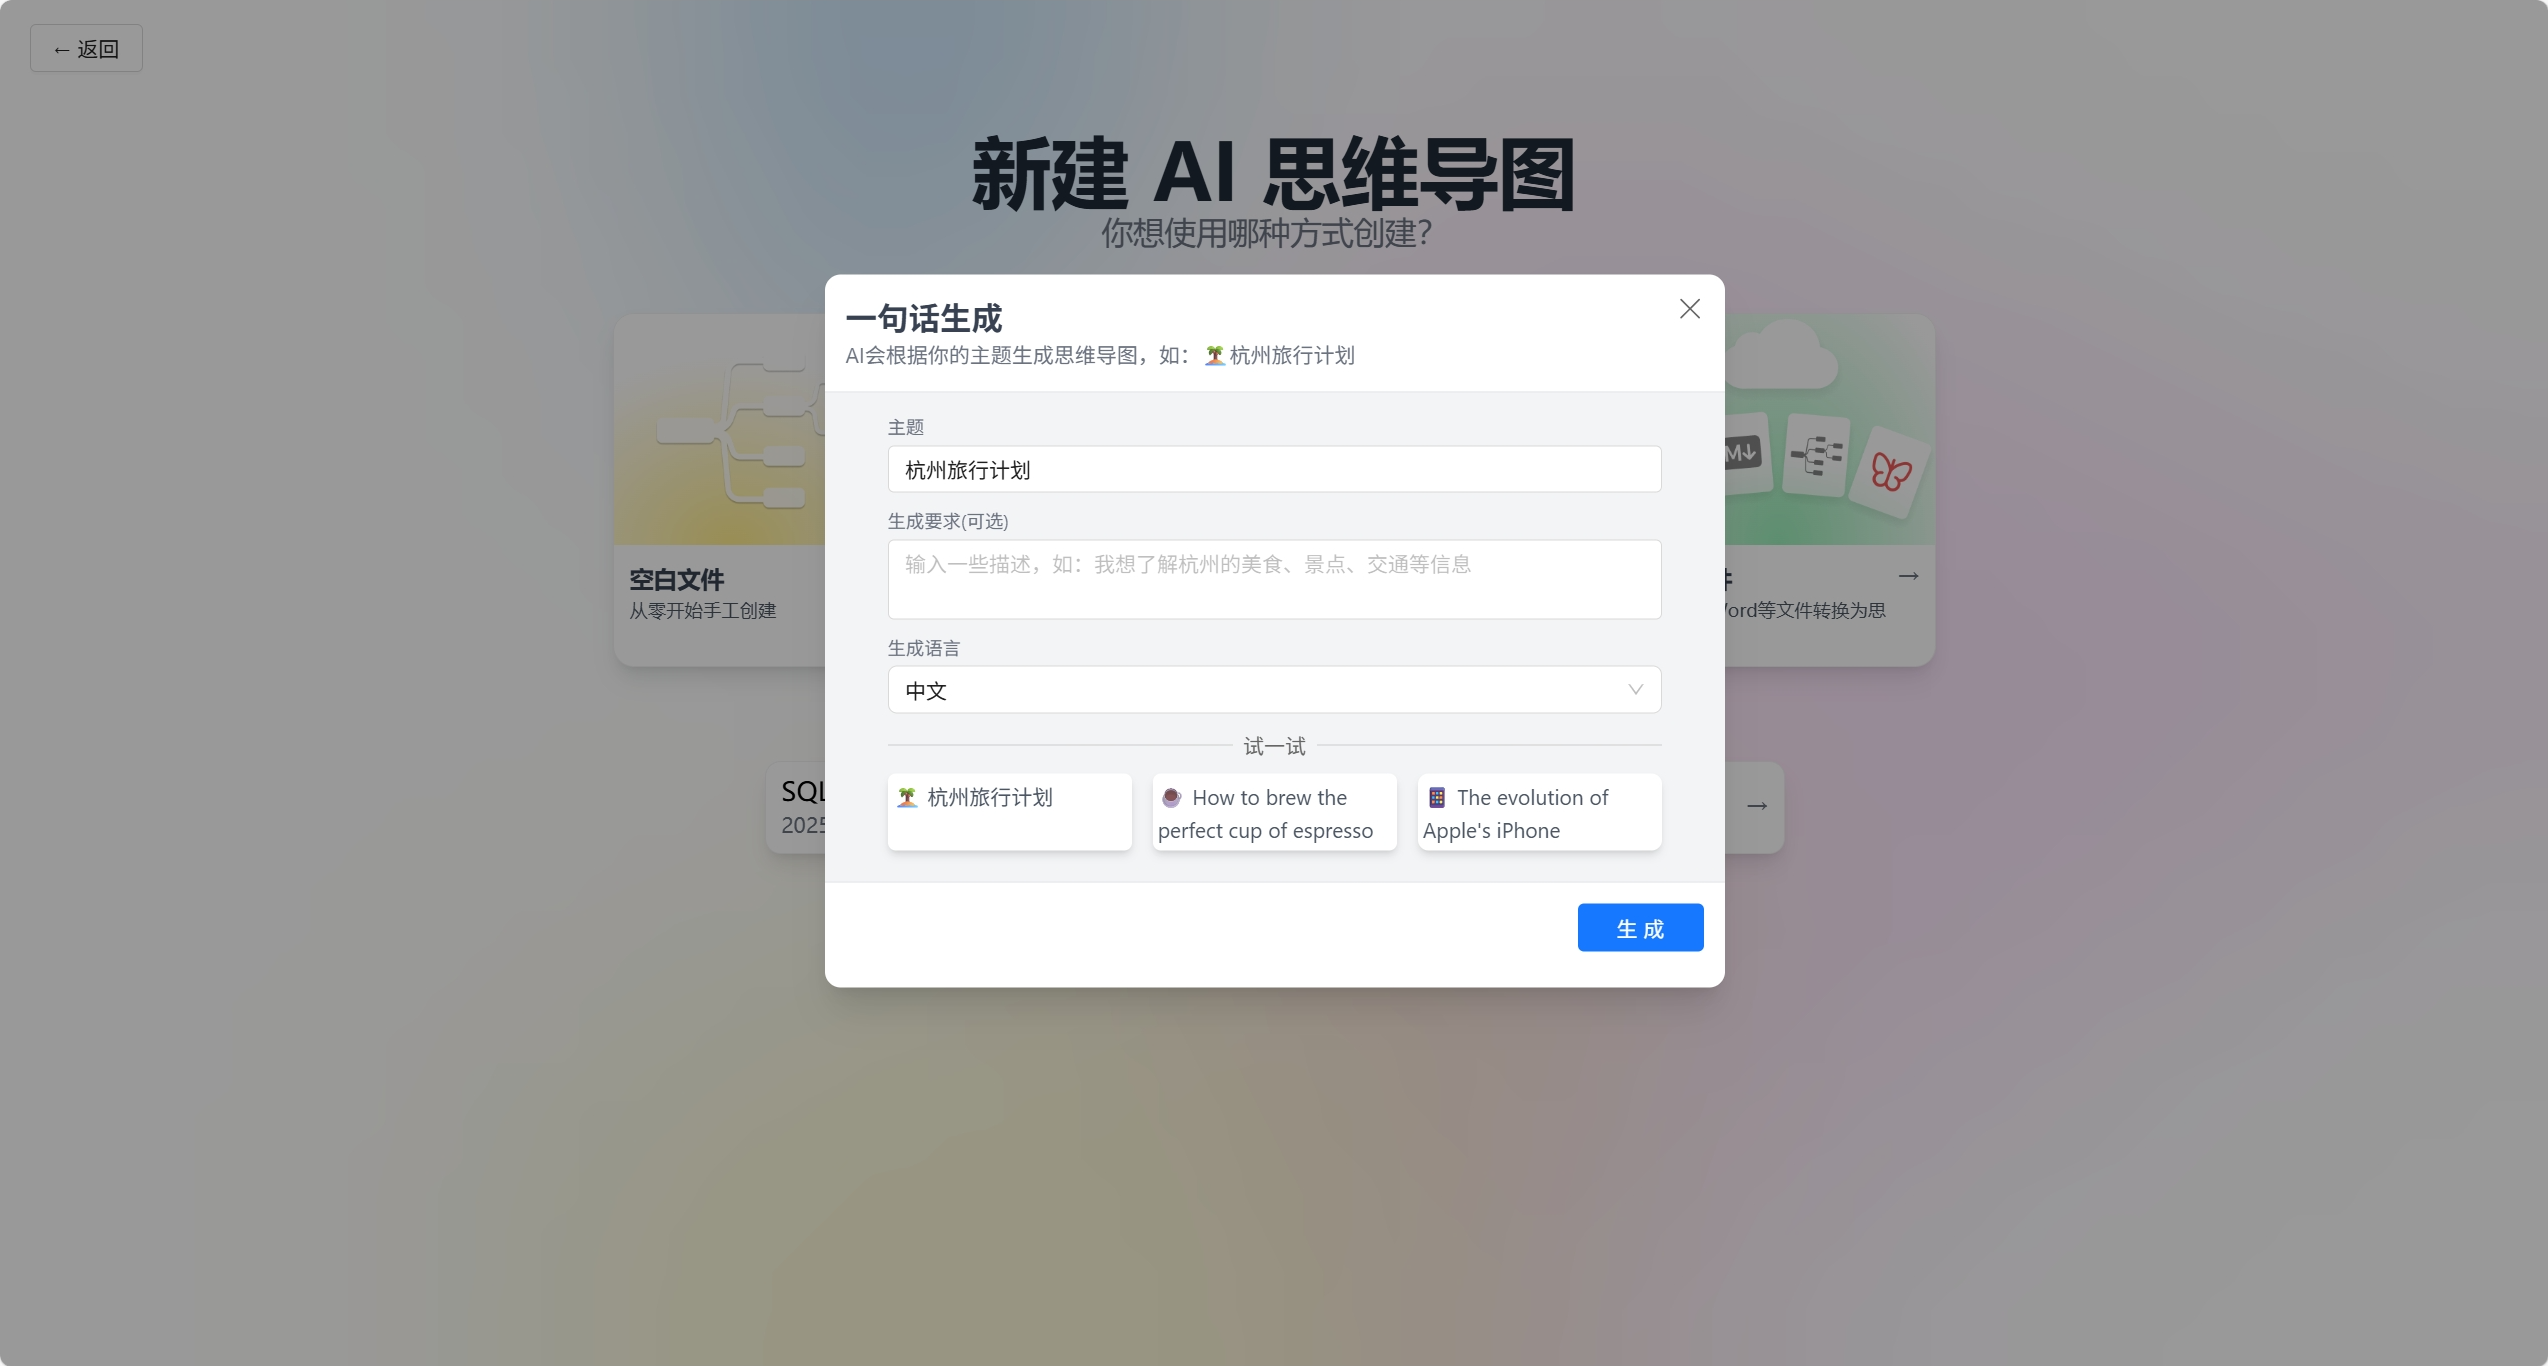 ← 返回
新建 AI 思维导图
你想使用哪种方式创建？
一句话生成
AI会根据你的主题生成思维导图，如：🏝️杭州旅行计划
主题
杭州旅行计划
生成要求(可选)
输入一些描述，如：我想了解杭州的美食、景点、交通等信息
生成语言
中文
试一试
🏝️ 杭州旅行计划
☕ How to brew the
perfect cup of espresso
📱 The evolution of
Apple's iPhone
生 成
空白文件
从零开始手工创建
M↓
件
Word等文件转换为思
→
SQL
2025
→